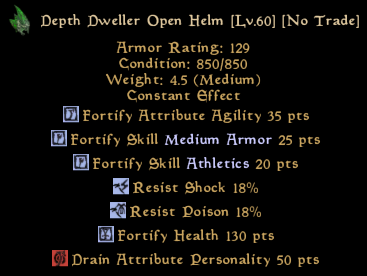 Depth Dweller Open Helm [Lv.60] [No Trade]
Armor Rating: 129
Condition: 850/850
Weight: 4.5 (Medium)
Constant Effect
Fortify Attribute Agility 35 pts
Fortify Skill Medium Armor 25 pts
Fortify Skill Athletics 20 pts
Resist Shock 18%
Resist Poison 18%
Fortify Health 130 pts
Drain Attribute Personality 50 pts